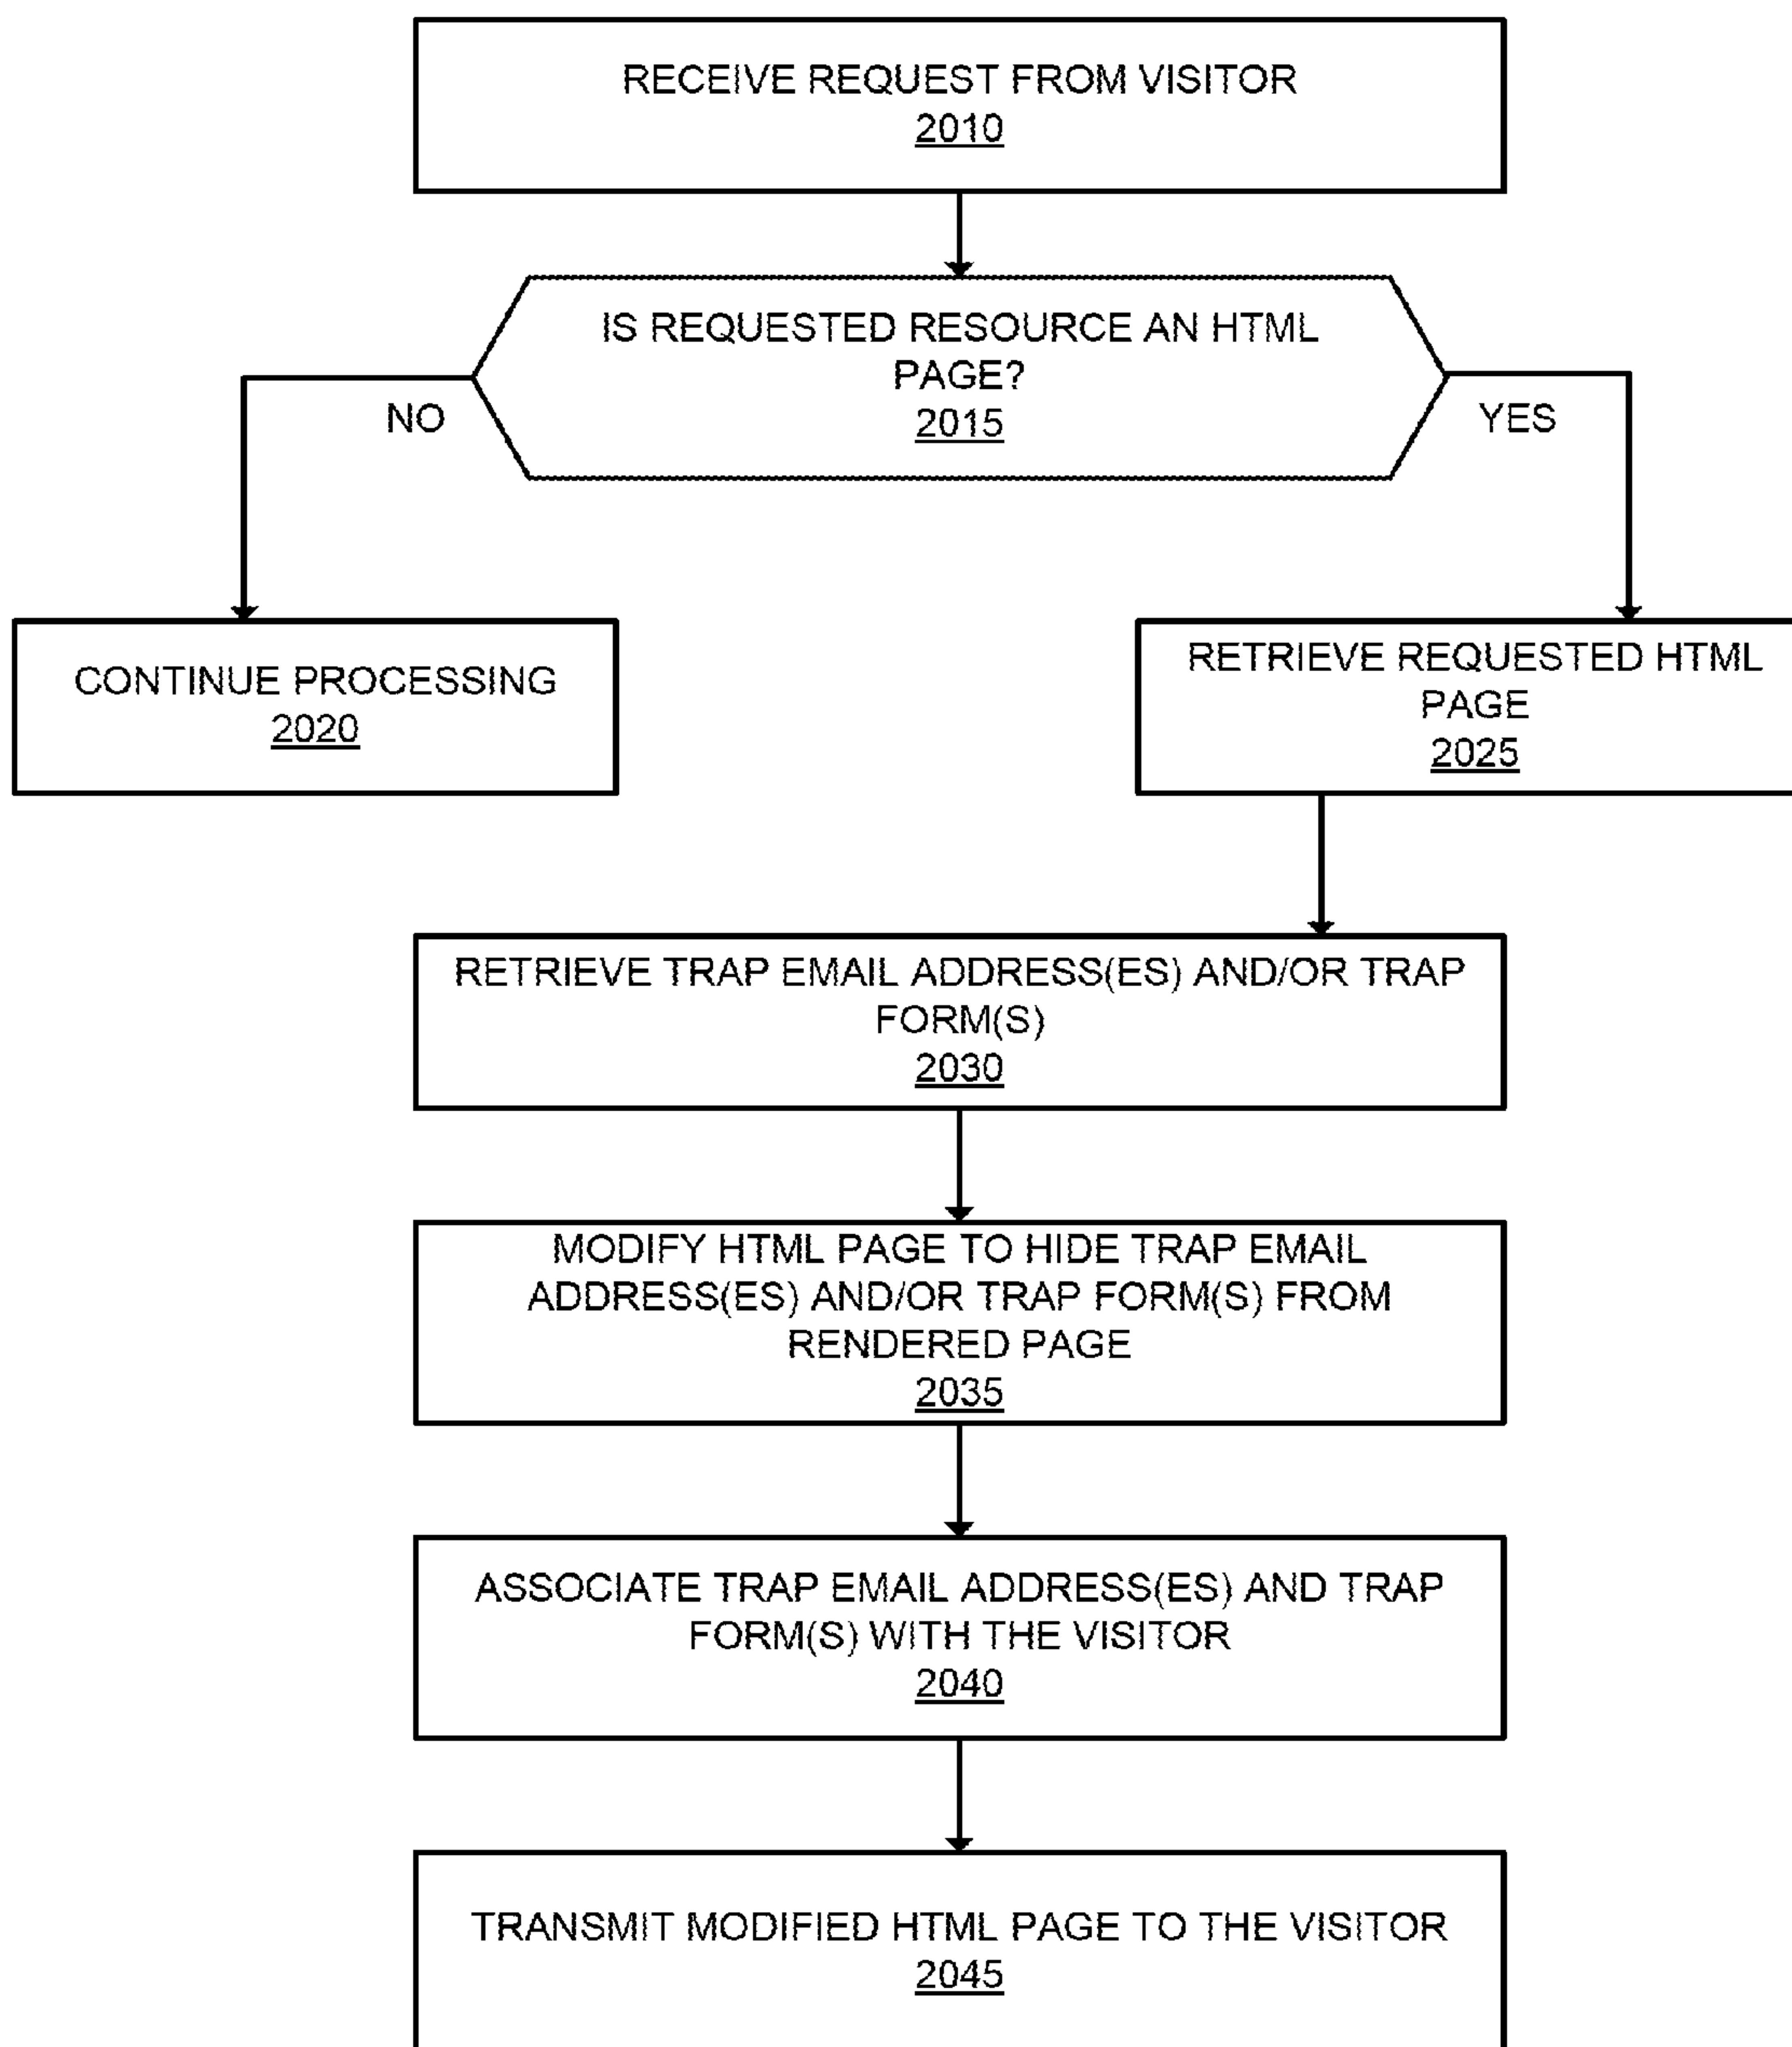 RECEIVE REQUEST FROM VISITOR
2010
IS REQUESTED RESOURCE AN HTML
PAGE?
2015
NO
YES
CONTINUE PROCESSING
2020
RETRIEVE REQUESTED HTML
PAGE
2025
RETRIEVE TRAP EMAIL ADDRESS(ES) AND/OR TRAP
FORM(S)
2030
MODIFY HTML PAGE TO HIDE TRAP EMAIL
ADDRESS(ES) AND/OR TRAP FORM(S) FROM
RENDERED PAGE
2035
ASSOCIATE TRAP EMAIL ADDRESS(ES) AND TRAP
FORM(S) WITH THE VISITOR
2040
TRANSMIT MODIFIED HTML PAGE TO THE VISITOR
2045